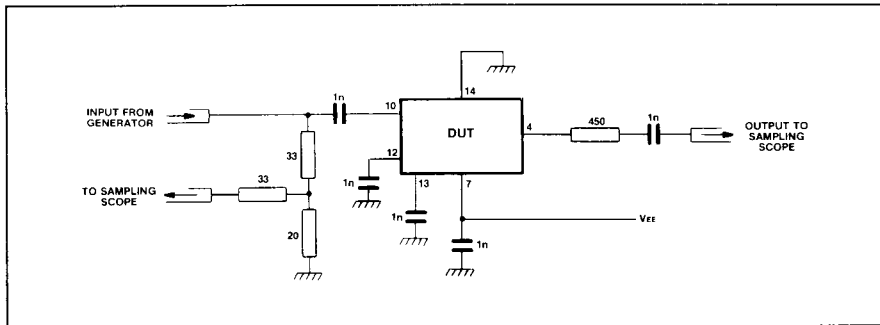 14
1n
10
INPUT FROM
GENERATOR
DUT
4
450
1n
OUTPUT TO
SAMPLING
SCOPE
33
12
TO SAMPLING
SCOPE
33
1n
13
7
1n
20
VEE
1n